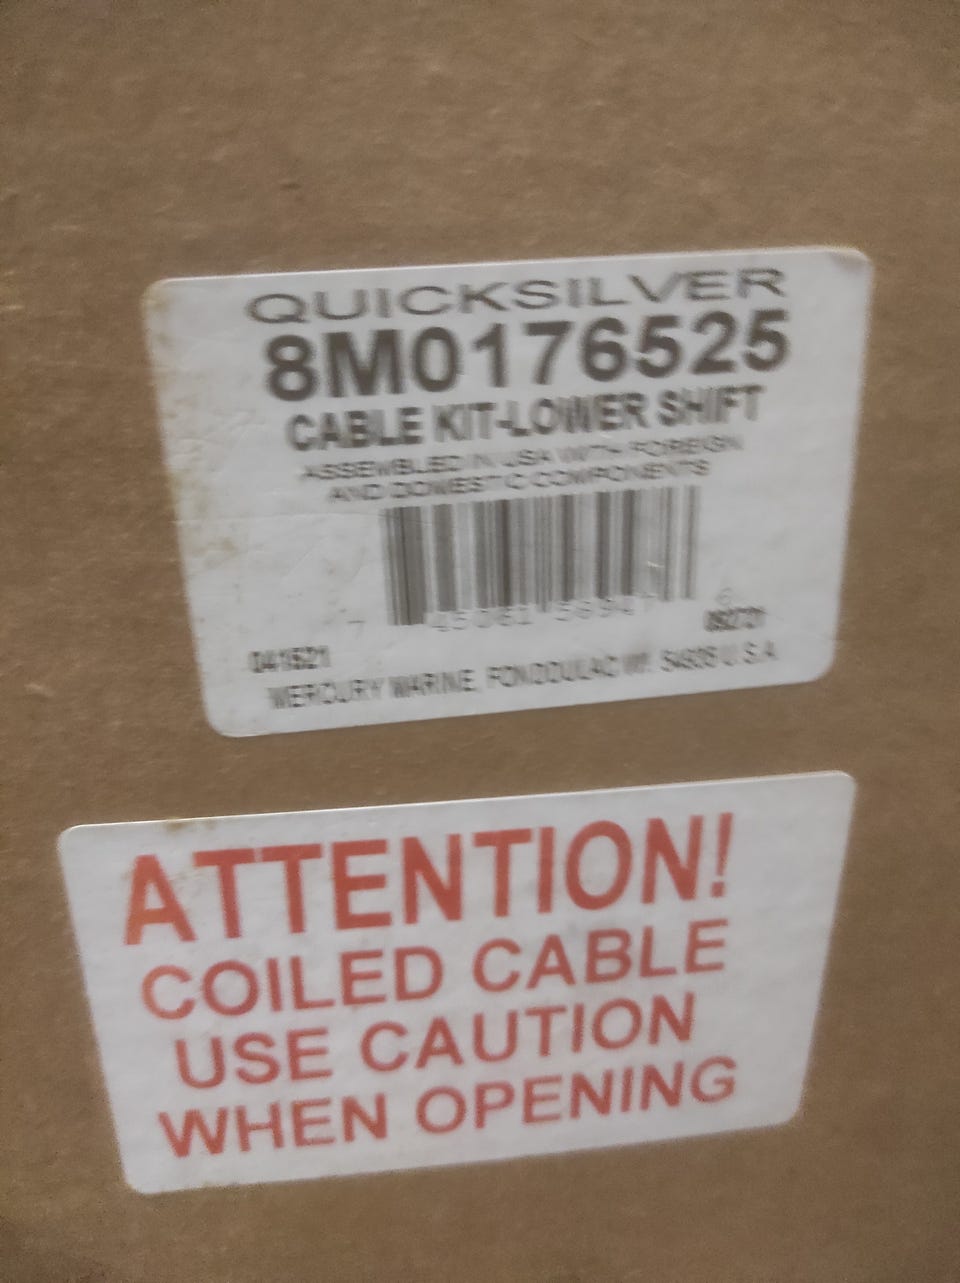 QUICKSILVER
8M0176525
CABLE KIT-LOWER SHIFT
ASSEMBLED IN USA WITH FOREIGN
AND DOMESTIC COMPONENTS
041521
MERCURY MARINE, FOND DU LAC WI. U.S.A.
ATTENTION!
COILED CABLE
USE CAUTION
WHEN OPENING